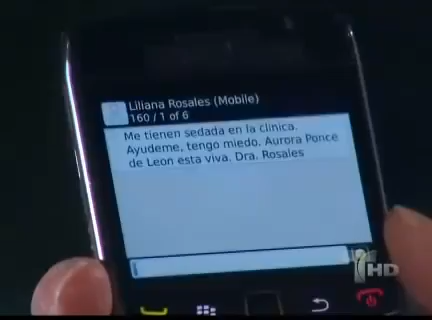 Liliana Rosales (Mobile)
160 / 1 of 6
Me tienen sedada en la clinica.
Ayudeme, tengo miedo. Aurora Ponce
de Leon esta viva. Dra. Rosales
HD